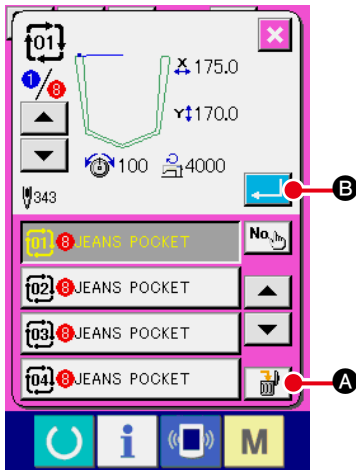 01
X 175.0
1/8
Y 170.0
100 4000
343
B
01 8 JEANS POCKET
No.
02 8 JEANS POCKET
03 8 JEANS POCKET
04 8 JEANS POCKET
A
i M